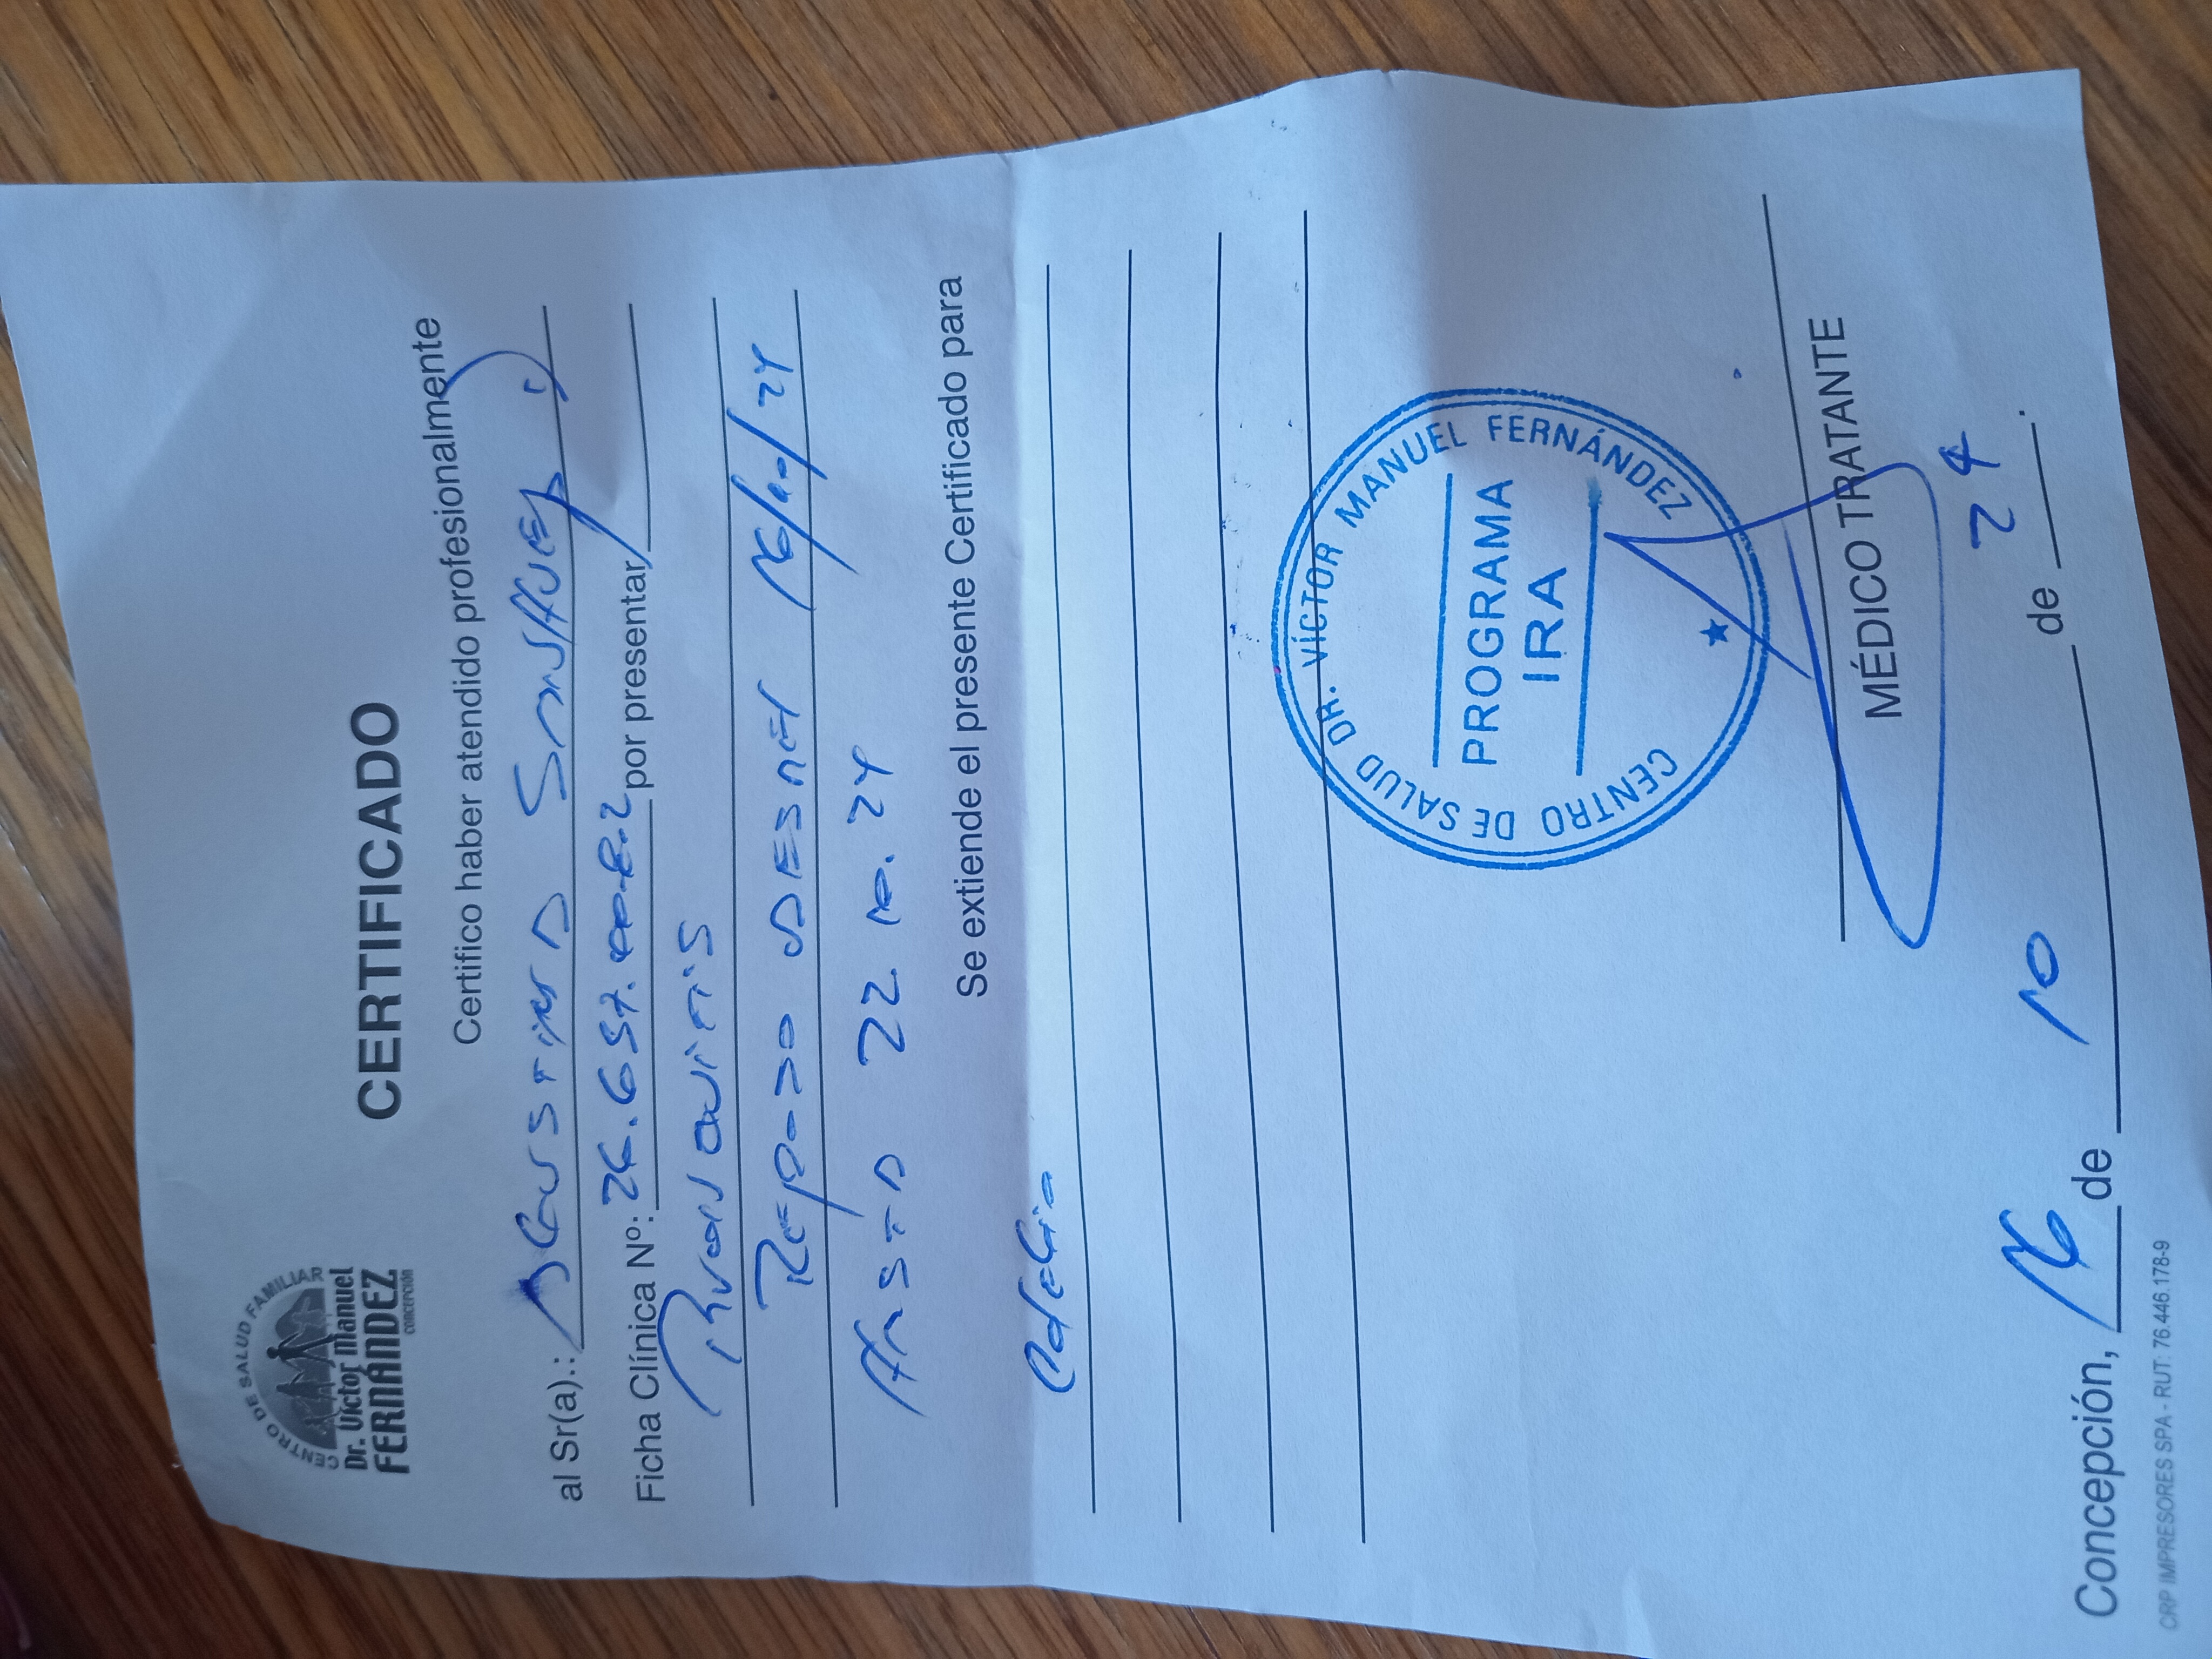 CENTRO DE SALUD FAMILIAR
Dr. Víctor Manuel
FERNÁNDEZ
CONCEPCIÓN
CERTIFICADO
Certifico haber atendido profesionalmente
al Sr(a).: Agustina
Ficha Clínica Nº: 26.657. por presentar
Reposo desde 16/10/24
Hasta 22.10.24
Se extiende el presente Certificado para
Colegio
CENTRO DE SALUD DR. VÍCTOR MANUEL FERNÁNDEZ
PROGRAMA
IRA
MÉDICO TRATANTE
Concepción, 16 de 10 de 24.
CRP IMPRESORES SPA - RUT: 76.446.178-9